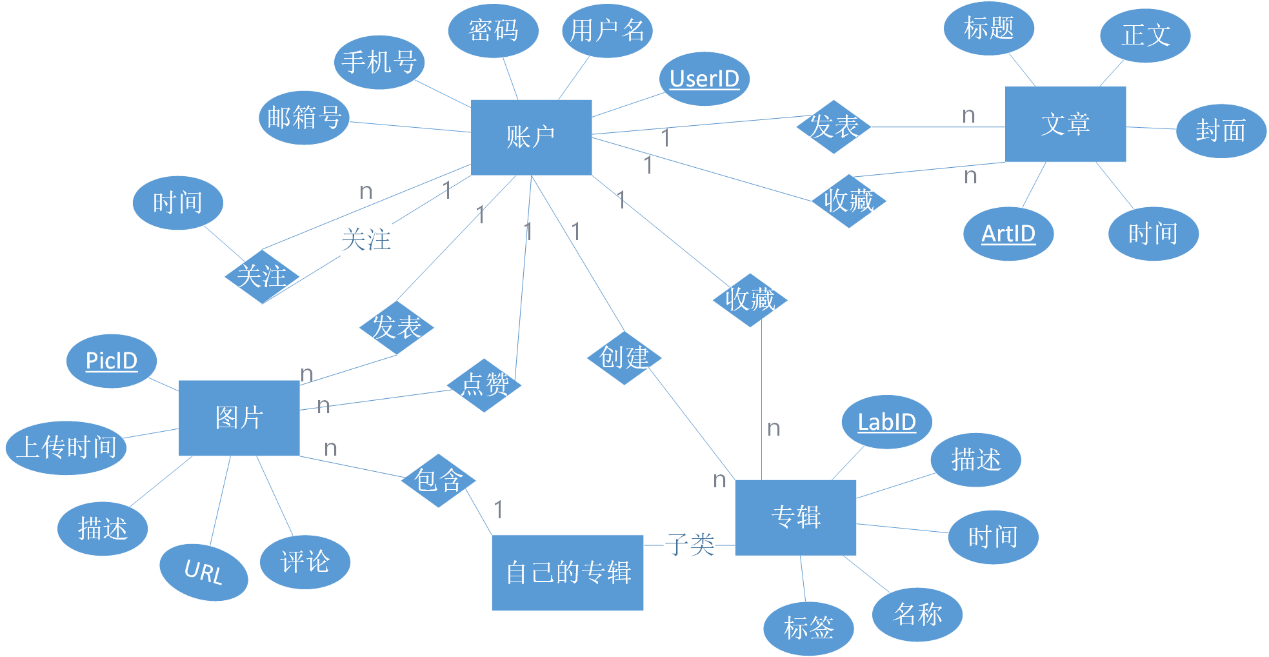 密码
用户名
标题
正文
手机号
UserID
邮箱号
账户
发表
n
文章
封面
1
1
收藏
n
时间
n
1
关注
1
1
1
1
ArtID
时间
关注
发表
收藏
PicID
n
点赞
创建
n
图片
LabID
上传时间
n
n
描述
包含
n
描述
1
专辑
时间
URL
评论
自己的专辑
子类
标签
名称